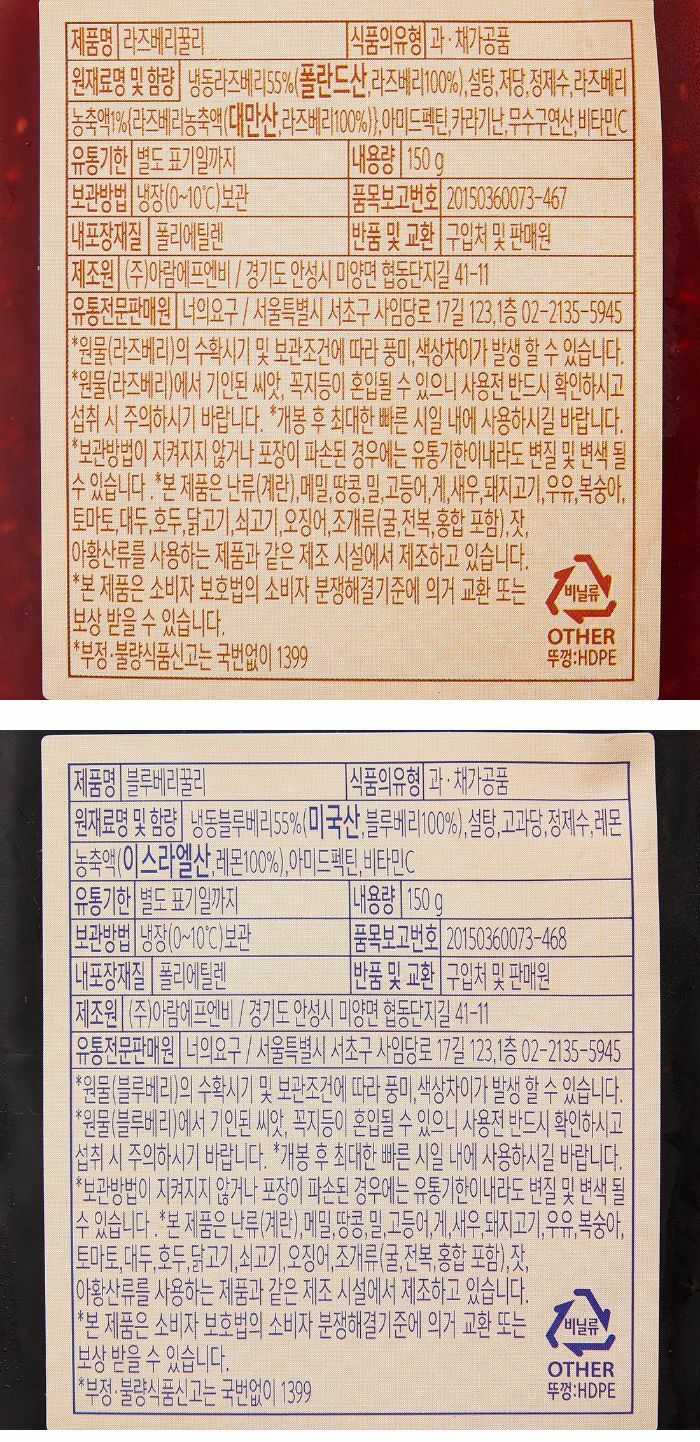 제품명 라즈베리꿀리 식품의유형 과·채가공품
원재료명 및 함량 냉동라즈베리55%(폴란드산,라즈베리100%),설탕,저당,정제수,라즈베리
농축액1%{라즈베리농축액(대만산,라즈베리100%)},아미드펙틴,카라기난,무수구연산,비타민C
유통기한 별도 표기일까지 내용량 150 g
보관방법 냉장(0~10℃)보관 품목보고번호 20150360073-467
내포장재질 폴리에틸렌 반품 및 교환 구입처 및 판매원
제조원 (주)아람에프엔비 / 경기도 안성시 미양면 협동단지길 41-11
유통전문판매원 너의요구 / 서울특별시 서초구 사임당로 17길 123,1층 02-2135-5945
*원물(라즈베리)의 수확시기 및 보관조건에 따라 풍미,색상차이가 발생 할 수 있습니다.
*원물(라즈베리)에서 기인된 씨앗, 꼭지등이 혼입될 수 있으니 사용전 반드시 확인하시고
섭취 시 주의하시기 바랍니다. *개봉 후 최대한 빠른 시일 내에 사용하시길 바랍니다.
*보관방법이 지켜지지 않거나 포장이 파손된 경우에는 유통기한이내라도 변질 및 변색 될
수 있습니다 .*본 제품은 난류(계란),메밀,땅콩,밀,고등어,게,새우,돼지고기,우유,복숭아,
토마토,대두,호두,닭고기,쇠고기,오징어,조개류(굴,전복,홍합 포함),잣,
아황산류를 사용하는 제품과 같은 제조 시설에서 제조하고 있습니다.
*본 제품은 소비자 보호법의 소비자 분쟁해결기준에 의거 교환 또는
보상 받을 수 있습니다.
*부정·불량식품신고는 국번없이 1399
비닐류
OTHER
뚜껑:HDPE
제품명 블루베리꿀리 식품의유형 과·채가공품
원재료명 및 함량 냉동블루베리55%(미국산,블루베리100%),설탕,고과당,정제수,레몬
농축액(이스라엘산,레몬100%),아미드펙틴,비타민C
유통기한 별도 표기일까지 내용량 150 g
보관방법 냉장(0~10℃)보관 품목보고번호 20150360073-468
내포장재질 폴리에틸렌 반품 및 교환 구입처 및 판매원
제조원 (주)아람에프엔비 / 경기도 안성시 미양면 협동단지길 41-11
유통전문판매원 너의요구 / 서울특별시 서초구 사임당로 17길 123,1층 02-2135-5945
*원물(블루베리)의 수확시기 및 보관조건에 따라 풍미,색상차이가 발생 할 수 있습니다.
*원물(블루베리)에서 기인된 씨앗, 꼭지등이 혼입될 수 있으니 사용전 반드시 확인하시고
섭취 시 주의하시기 바랍니다. *개봉 후 최대한 빠른 시일 내에 사용하시길 바랍니다.
*보관방법이 지켜지지 않거나 포장이 파손된 경우에는 유통기한이내라도 변질 및 변색 될
수 있습니다 .*본 제품은 난류(계란),메밀,땅콩,밀,고등어,게,새우,돼지고기,우유,복숭아,
토마토,대두,호두,닭고기,쇠고기,오징어,조개류(굴,전복,홍합 포함),잣,
아황산류를 사용하는 제품과 같은 제조 시설에서 제조하고 있습니다.
*본 제품은 소비자 보호법의 소비자 분쟁해결기준에 의거 교환 또는
보상 받을 수 있습니다.
*부정·불량식품신고는 국번없이 1399
비닐류
OTHER
뚜껑:HDPE